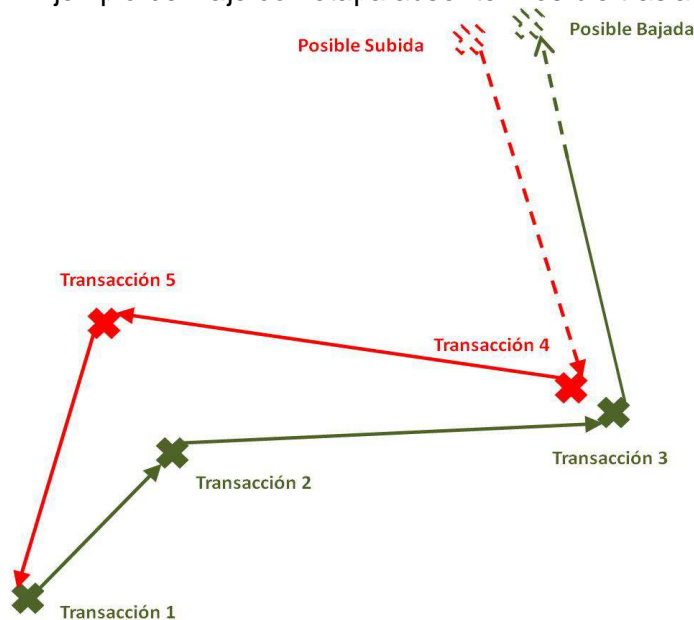 Posible Bajada
Posible Subida
Transacción 5
Transacción 4
Transacción 3
Transacción 2
Transacción 1